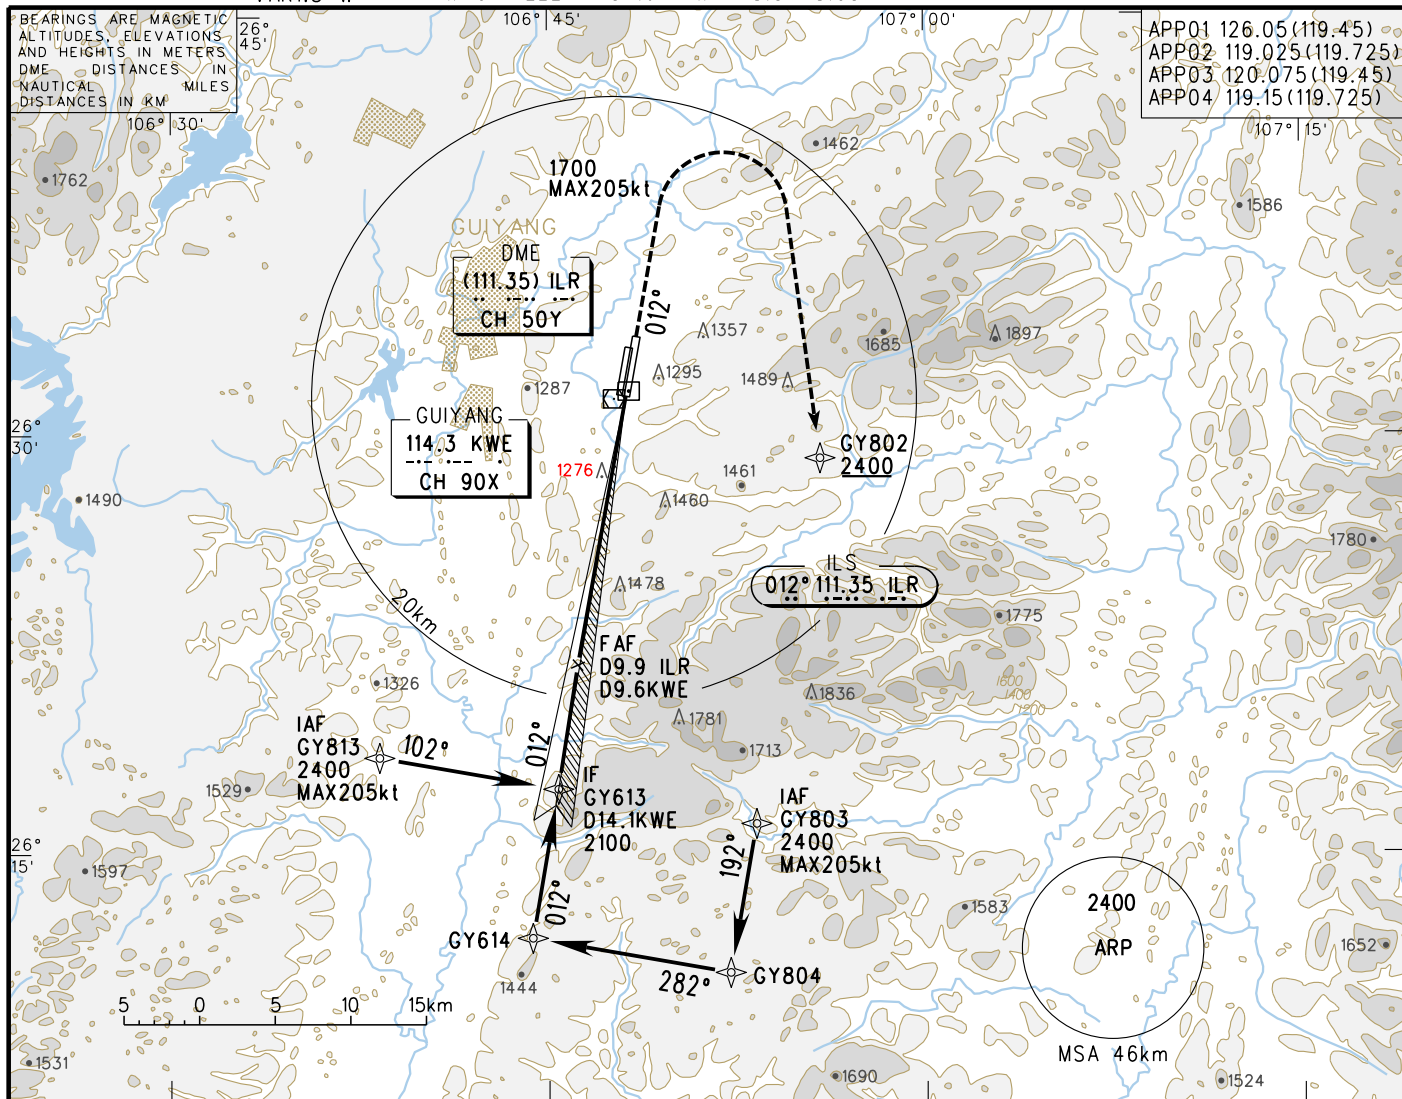 BEARINGS ARE MAGNETIC
ALTITUDES, ELEVATIONS
AND HEIGHTS IN METERS
DME DISTANCES IN
NAUTICAL MILES
DISTANCES IN KM
26°
45'
106° 45'
107° 00'
APP01 126.05(119.45)
APP02 119.025(119.725)
APP03 120.075(119.45)
APP04 119.15(119.725)
106° 30'
107° 15'
1462
1762
1700
MAX205kt
1586
GUIYANG
DME
(111.35) ILR
CH 50Y
012°
1357
1685
1897
1295
1489
1287
GUIYANG
114.3 KWE
CH 90X
26°
30'
GY802
2400
1276
1461
1490
1460
1780
ILS
012° 111.35 ILR
1478
20km
1775
FAF
D9.9 ILR
D9.6KWE
1326
1600
1400
1200
1836
1781
IAF
GY813
2400
MAX205kt
102°
012°
1713
1529
IF
GY613
D14.1KWE
2100
IAF
GY803
2400
MAX205kt
192°
26°
15'
1597
012°
1583
2400
ARP
1652
GY614
GY804
282°
1444
5 0 5 10 15km
MSA 46km
1531
1690
1524